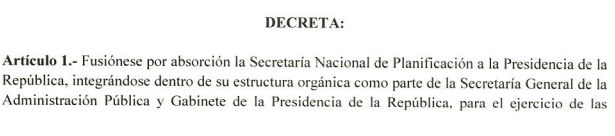 DECRETA:
Artículo 1.- Fusiónese por absorción la Secretaría Nacional de Planificación a la Presidencia de la
República, integrándose dentro de su estructura orgánica como parte de la Secretaría General de la
Administración Pública y Gabinete de la Presidencia de la República, para el ejercicio de las